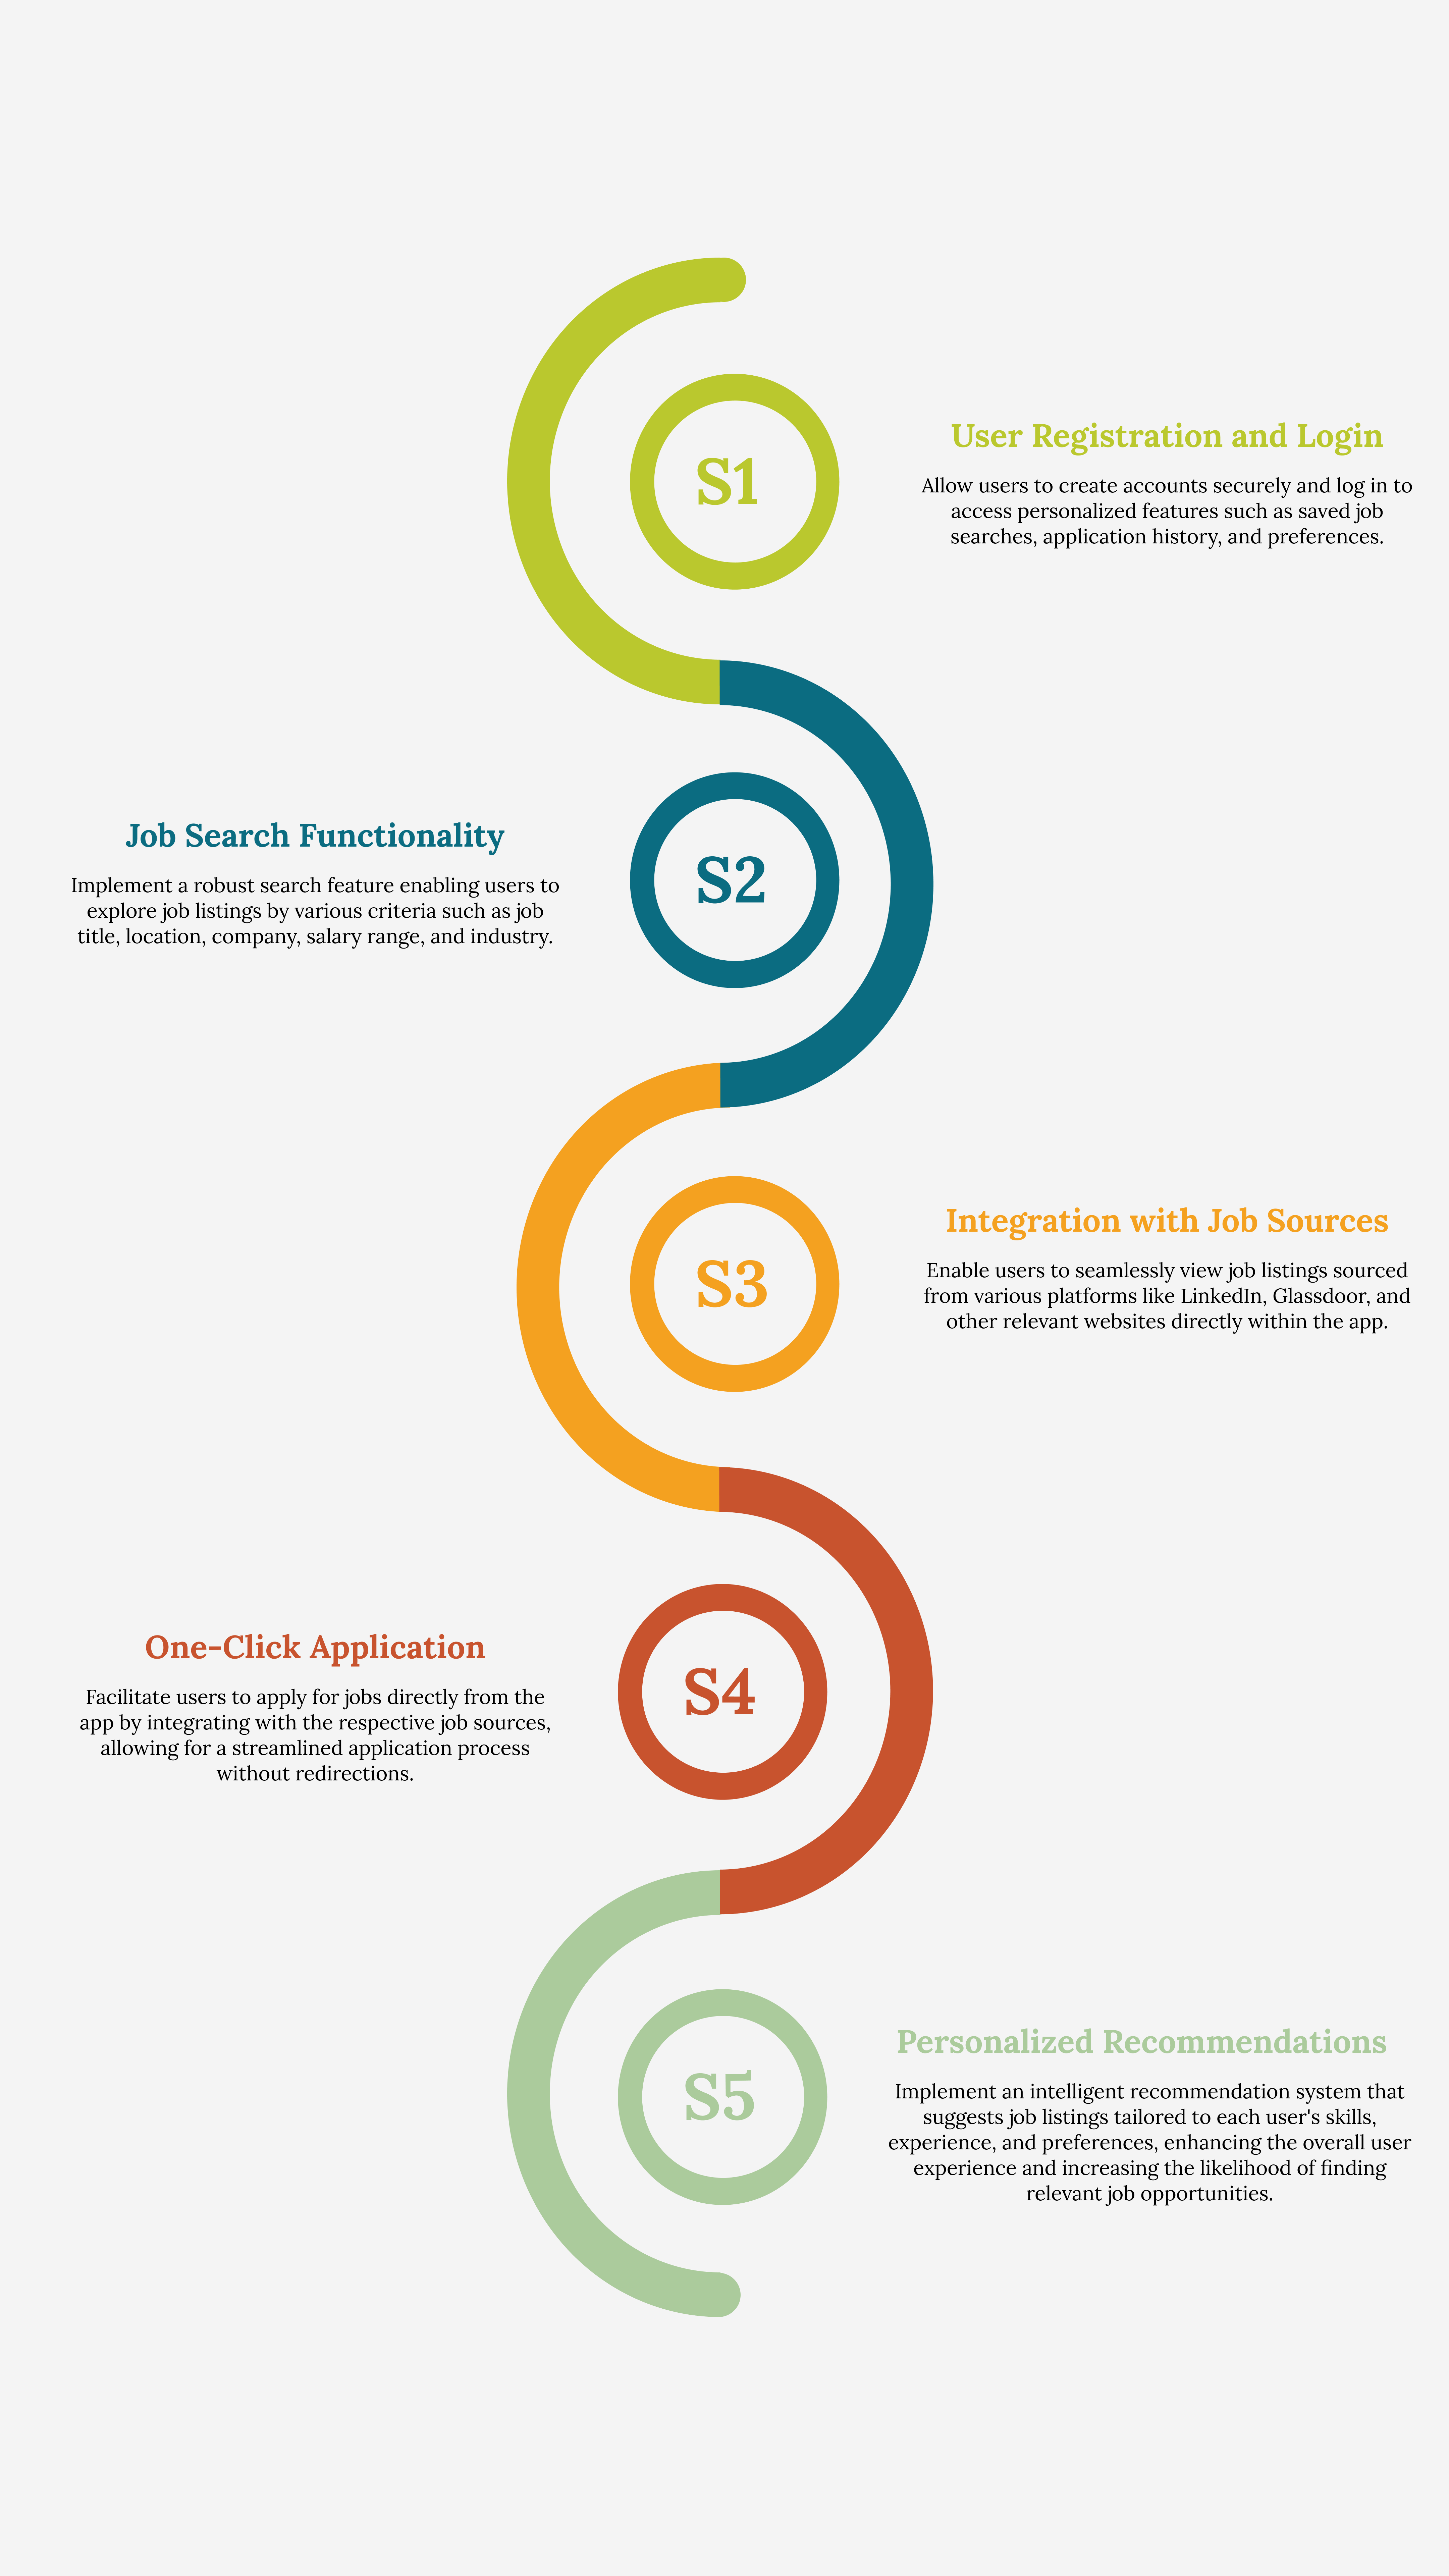 S1
User Registration and Login
Allow users to create accounts securely and log in to
access personalized features such as saved job
searches, application history, and preferences.
Job Search Functionality
Implement a robust search feature enabling users to
explore job listings by various criteria such as job
title, location, company, salary range, and industry.
S2
S3
Integration with Job Sources
Enable users to seamlessly view job listings sourced
from various platforms like LinkedIn, Glassdoor, and
other relevant websites directly within the app.
One-Click Application
Facilitate users to apply for jobs directly from the
app by integrating with the respective job sources,
allowing for a streamlined application process
without redirections.
S4
S5
Personalized Recommendations
Implement an intelligent recommendation system that
suggests job listings tailored to each user's skills,
experience, and preferences, enhancing the overall user
experience and increasing the likelihood of finding
relevant job opportunities.